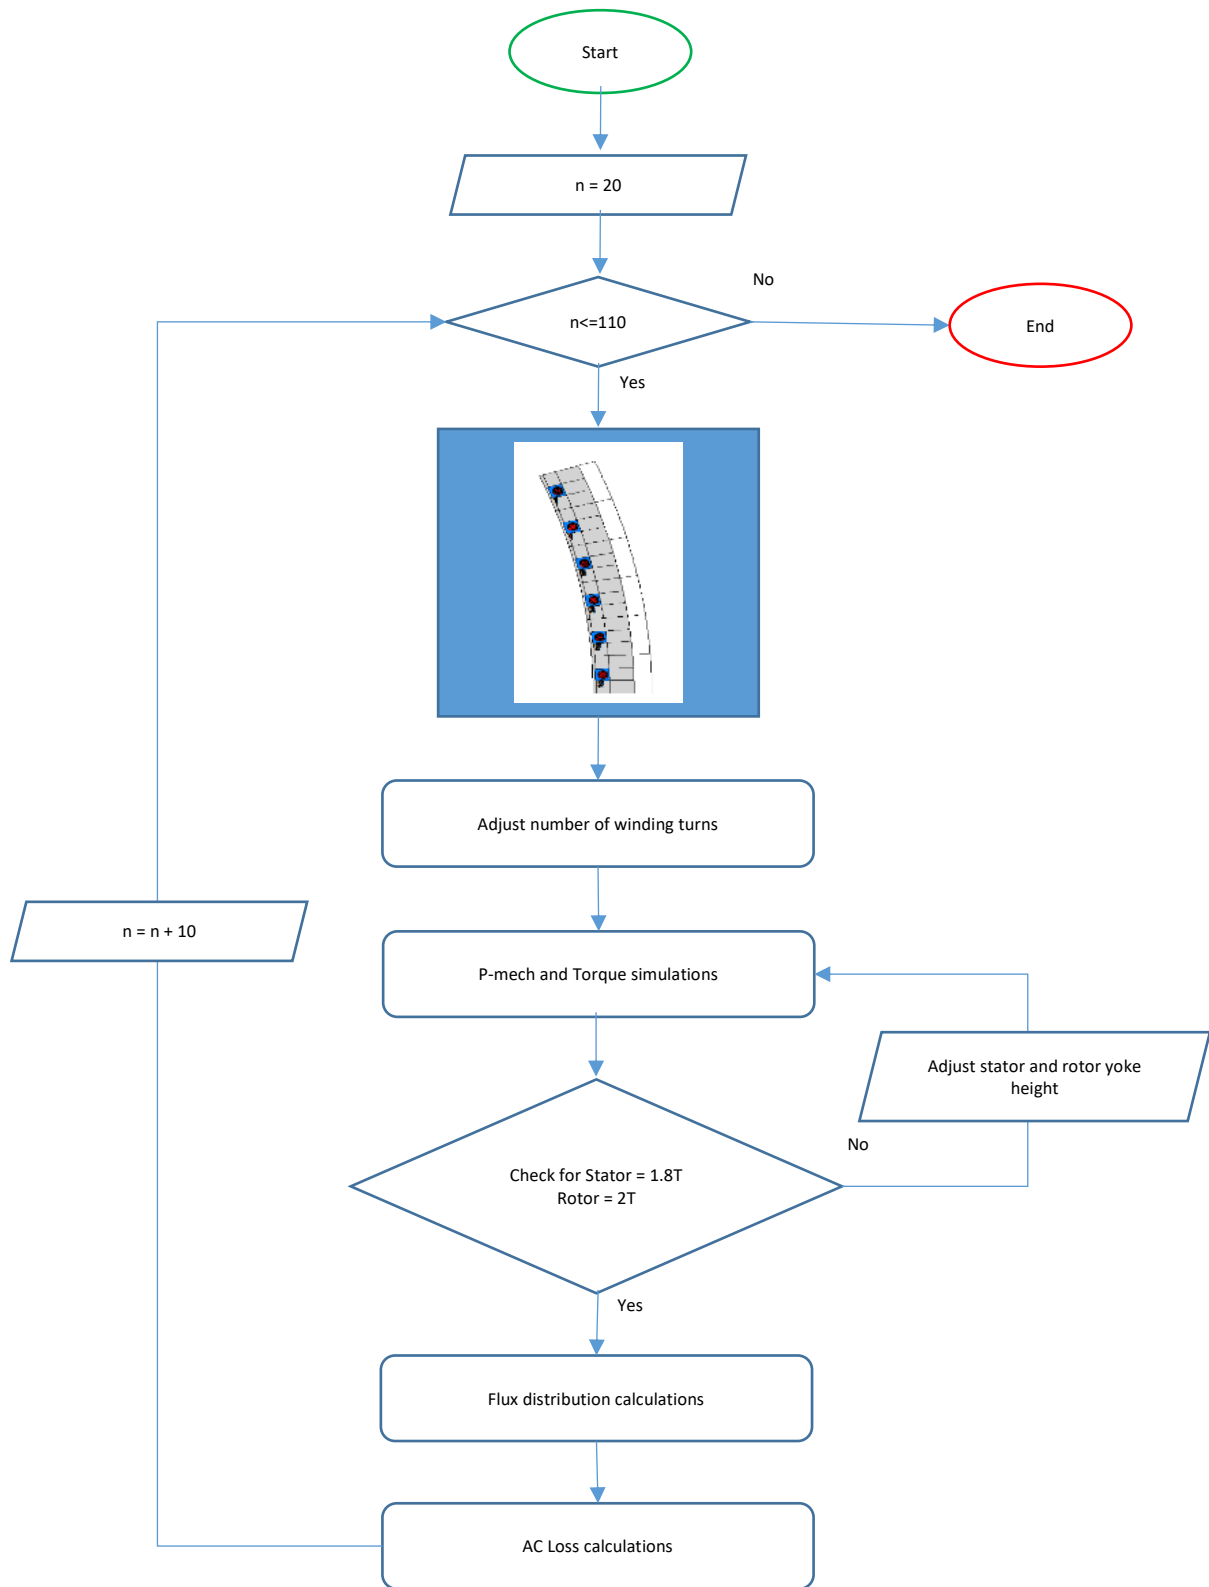 Start
n = 20
n<=110
No
End
Yes
Adjust number of winding turns
n = n + 10
P-mech and Torque simulations
Adjust stator and rotor yoke
height
No
Check for Stator = 1.8T
Rotor = 2T
Yes
Flux distribution calculations
AC Loss calculations